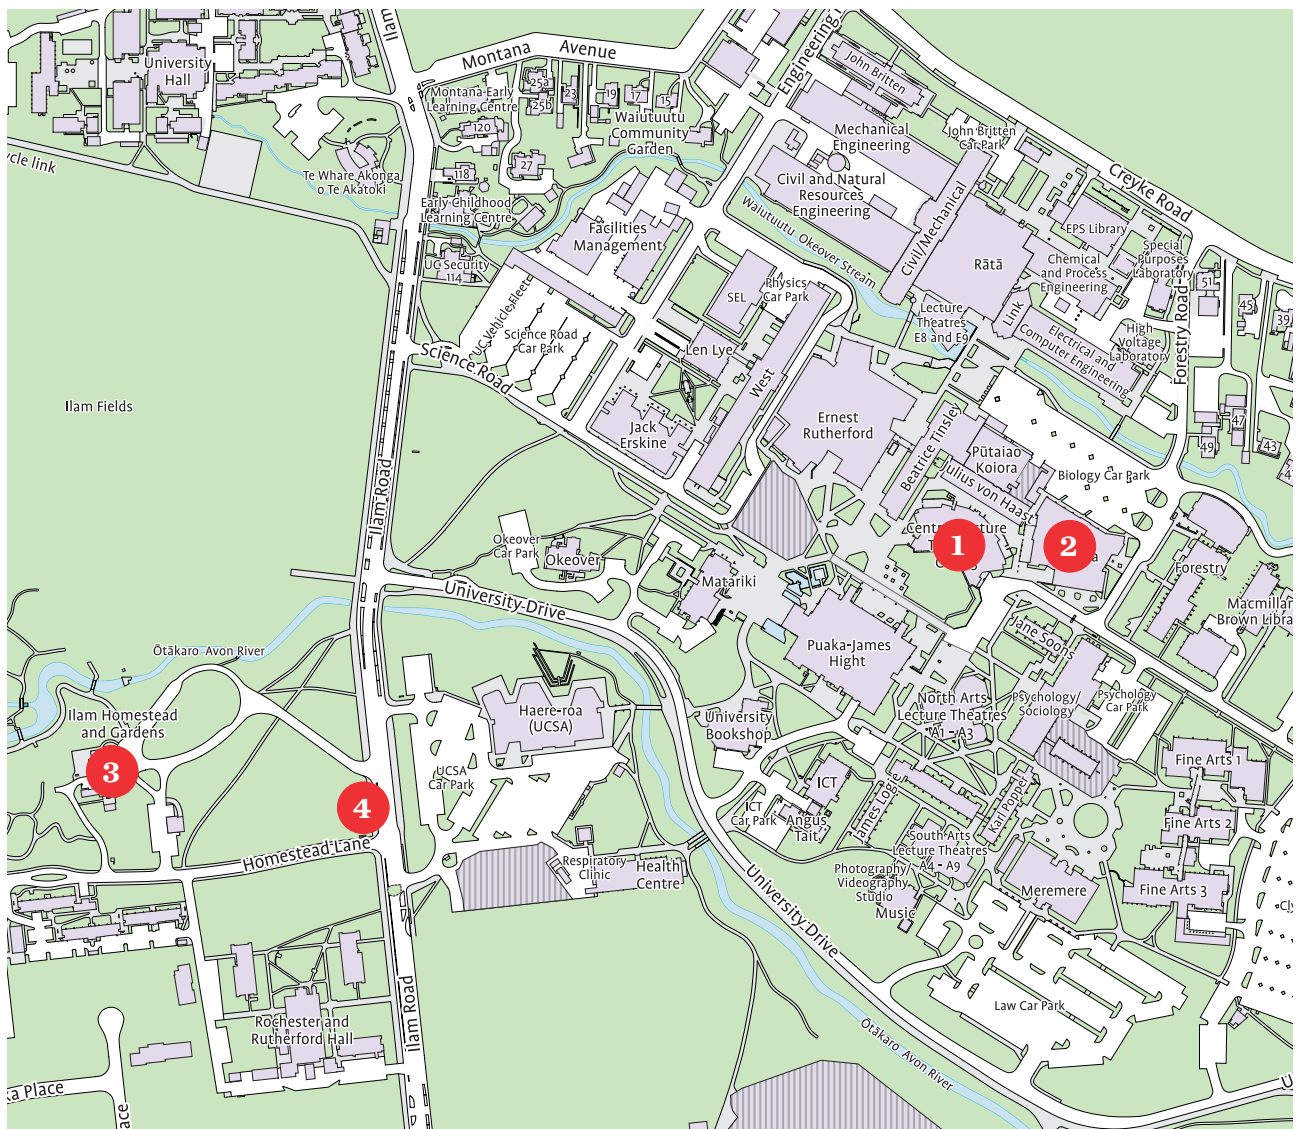 Ilam
Montana Avenue
Engineering
John Britten
University
Hall
25a
25b
23
19
17
15
Montana Early
Learning Centre
120
Waiutuutu
Community
Garden
Mechanical
Engineering
John Britten
Car Park
Creyke Road
cle link
Te Whare Akonga
o Te Akatoki
118
27
Civil and Natural
Resources
Engineering
Early Childhood
Learning Centre
Facilities
Management
Waiutuutu Okeover Stream
Civil/Mechanical
EPS Library
Rātā
Chemical
and Process
Engineering
Special
Purposes
Laboratory
UC Security
114
UC Vehicle Fleet
SEL
Physics
Car Park
51
45
39
Lecture
Theatres
E8 and E9
Link
Electrical and
Computer Engineering
High
Voltage
Laboratory
Forestry Road
Science Road
Car Park
Science Road
Len Lye
West
Ilam Fields
Jack
Erskine
Ernest
Rutherford
Beatrice Tinsley
Pūtaiao
Koiora
Julius von Haast
Biology Car Park
47
49
43
Ilam Road
1
2
Okeover
Car Park
Okeover
Matariki
Forestry
Macmillan
Brown Libra
University Drive
Ōtākaro Avon River
Puaka-James
Hight
Jane Soons
Ilam Homestead
and Gardens
Haere-roa
(UCSA)
University
Bookshop
North Arts
Lecture Theatres
A1 - A3
Psychology/
Sociology
Psychology
Car Park
3
4
UCSA
Car Park
ICT
ICT
Car Park
Angus
Tait
James Logie
Karl Popper
Fine Arts 1
Fine Arts 2
Fine Arts 3
Homestead Lane
Respiratory
Clinic
Health
Centre
South Arts
Lecture Theatres
A4 - A9
Photography/
Videography
Studio
Music
Meremere
University Drive
Law Car Park
Rochester and
Rutherford Hall
Ilam Road
Ōtākaro Avon River
ka Place
ace